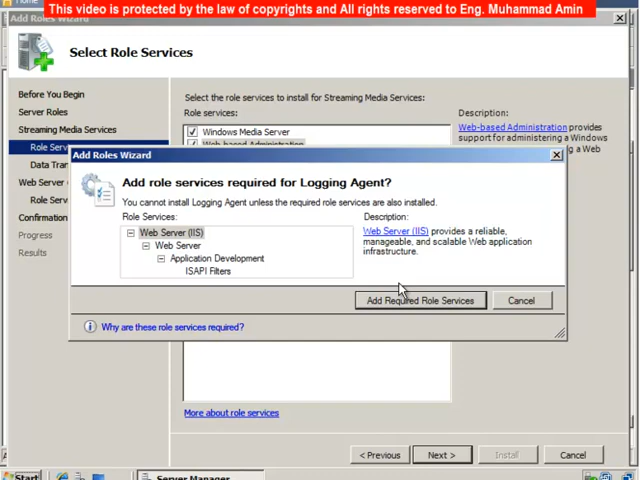 Home
This video is protected by the law of copyrights and All rights reserved to Eng. Muhammad Amin
Add Roles Wizard
Select Role Services
Before You Begin
Server Roles
Streaming Media Services
Role Serv
Data Tran
Web Server
Role Serv
Confirmation
Progress
Results
Select the role services to install for Streaming Media Services:
Role services:
Windows Media Server
Web-based Administration
Description:
Web-based Administration provides
support for administering a Windows
g a Web
Add Roles Wizard
Add role services required for Logging Agent?
You cannot install Logging Agent unless the required role services are also installed.
Role Services:
Web Server (IIS)
Web Server
Application Development
ISAPI Filters
Description:
Web Server (IIS) provides a reliable,
manageable, and scalable Web application
infrastructure.
Add Required Role Services
Cancel
Why are these role services required?
More about role services
< Previous
Next >
Install
Cancel
Start
Server Manager